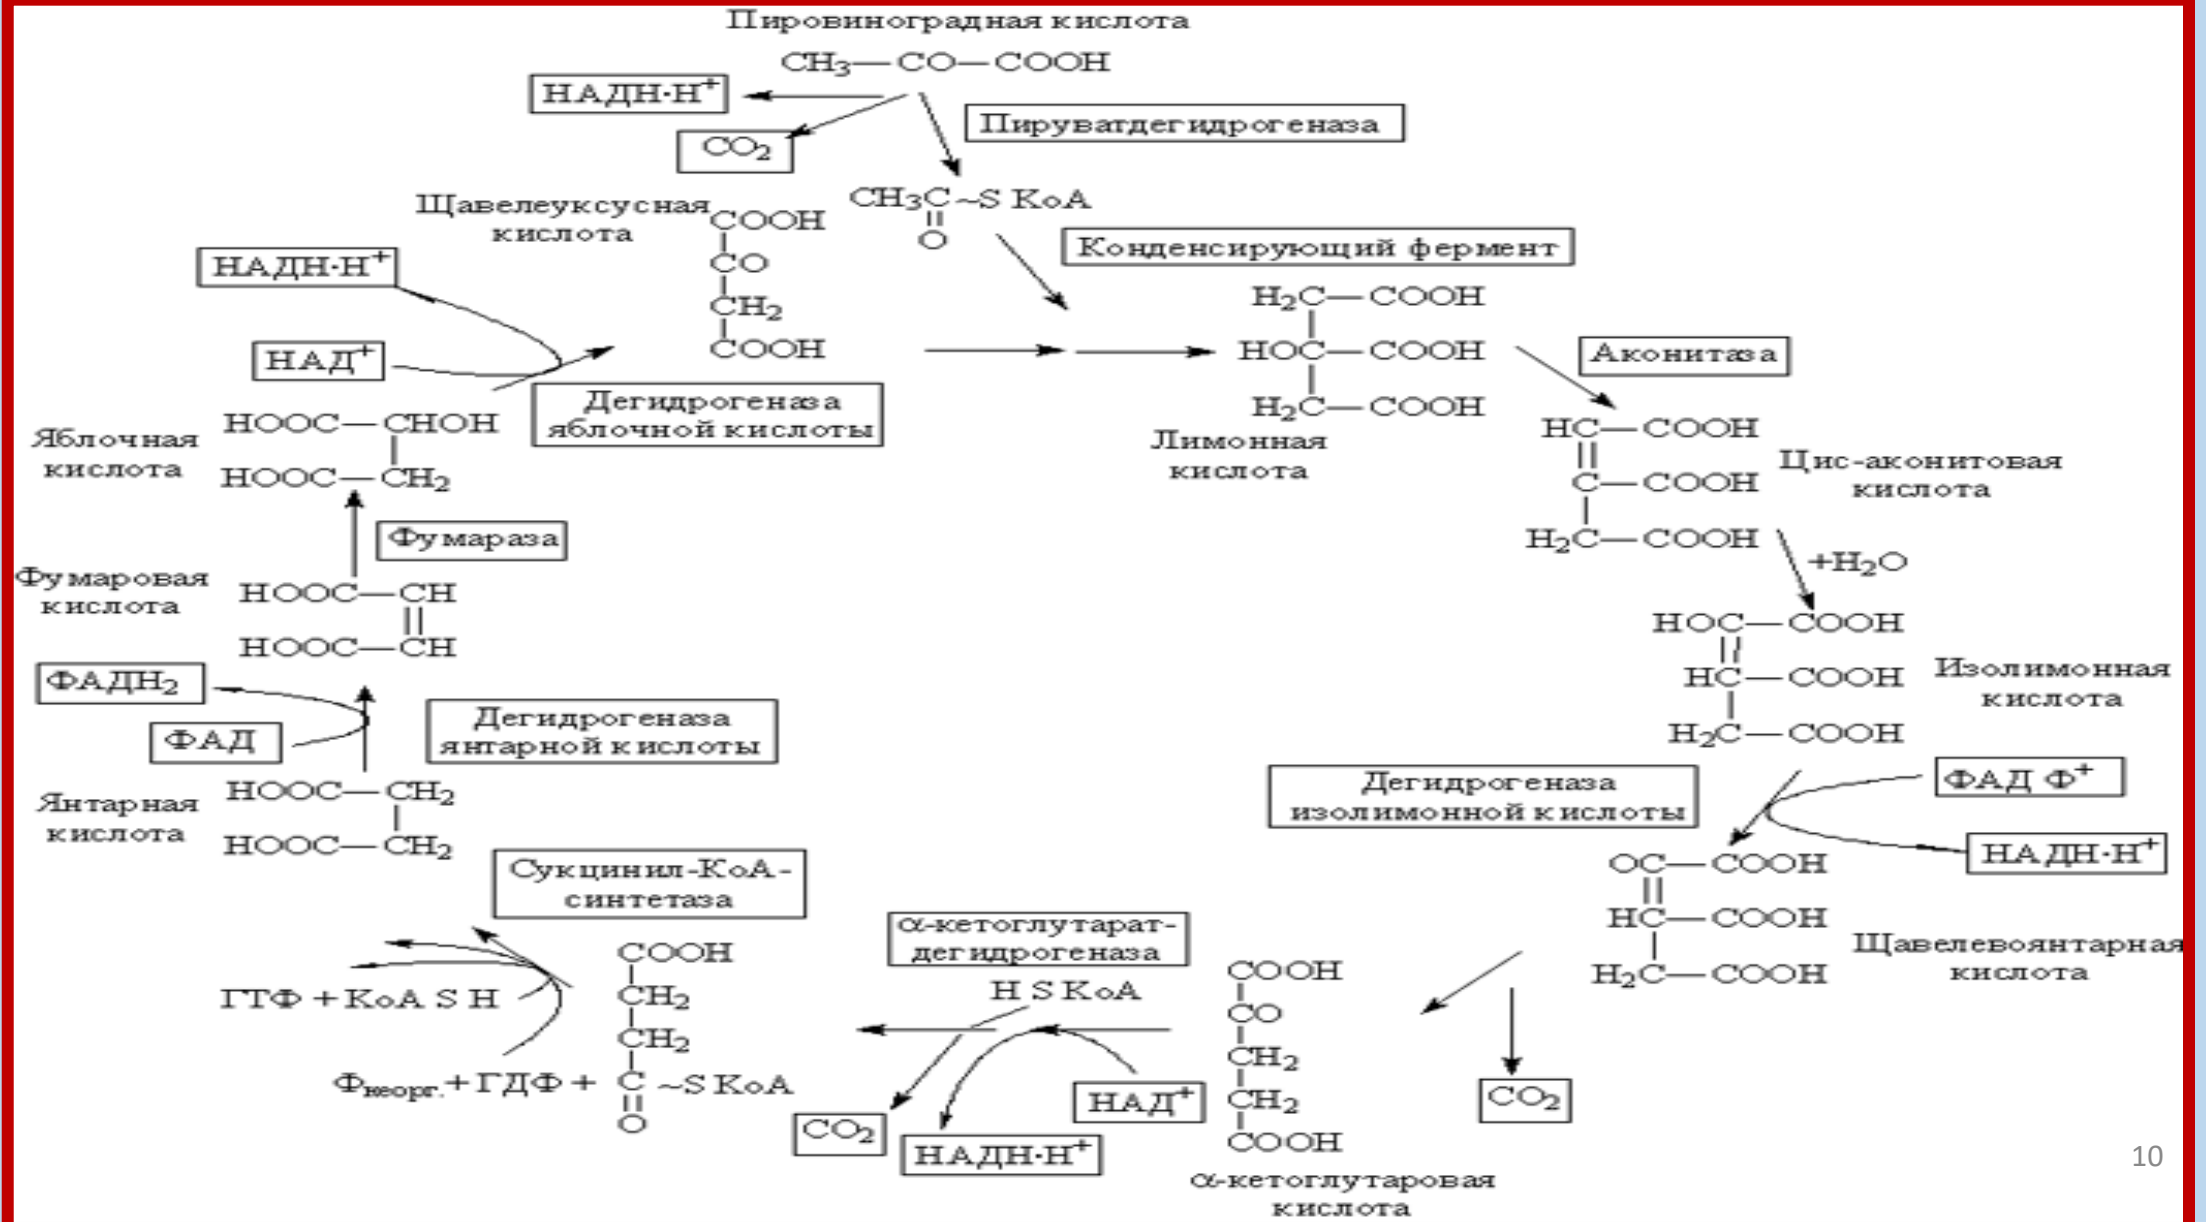 Пировиноградная кислота
CH₃—CO—COOH
НАДН·Н⁺
Пируватдегидрогеназа
CO₂
Щавелеуксусная
кислота
CH₃C~S KoA
O
COOH
CO
CH₂
COOH
Конденсирующий фермент
НАДН·Н⁺
НАД⁺
H₂C—COOH
HOC—COOH
H₂C—COOH
Лимонная
кислота
Аконитаза
Дегидрогеназа
яблочной кислоты
Яблочная
кислота
HOOC—CHOH
HOOC—CH₂
HC—COOH
C—COOH
H₂C—COOH
Цис-аконитовая
кислота
+H₂O
Фумараза
Фумаровая
кислота
HOOC—CH
HOOC—CH
HOC—COOH
HC—COOH
H₂C—COOH
Изолимонная
кислота
ФАДН₂
ФАД
Дегидрогеназа
янтарной кислоты
Дегидрогеназа
изолимонной кислоты
ФАД Ф⁺
НАДН·Н⁺
Янтарная
кислота
HOOC—CH₂
HOOC—CH₂
OC—COOH
HC—COOH
H₂C—COOH
Щавелевоянтарная
кислота
Сукцинил-КоА-
синтетаза
α-кетоглутарат-
дегидрогеназа
H S KoA
ГТФ + КоА S H
Фнеорг. + ГДФ +
COOH
CH₂
CH₂
C~S KoA
O
CO₂
НАДН·Н⁺
НАД⁺
COOH
CO
CH₂
CH₂
COOH
α-кетоглутаровая
кислота
CO₂
10